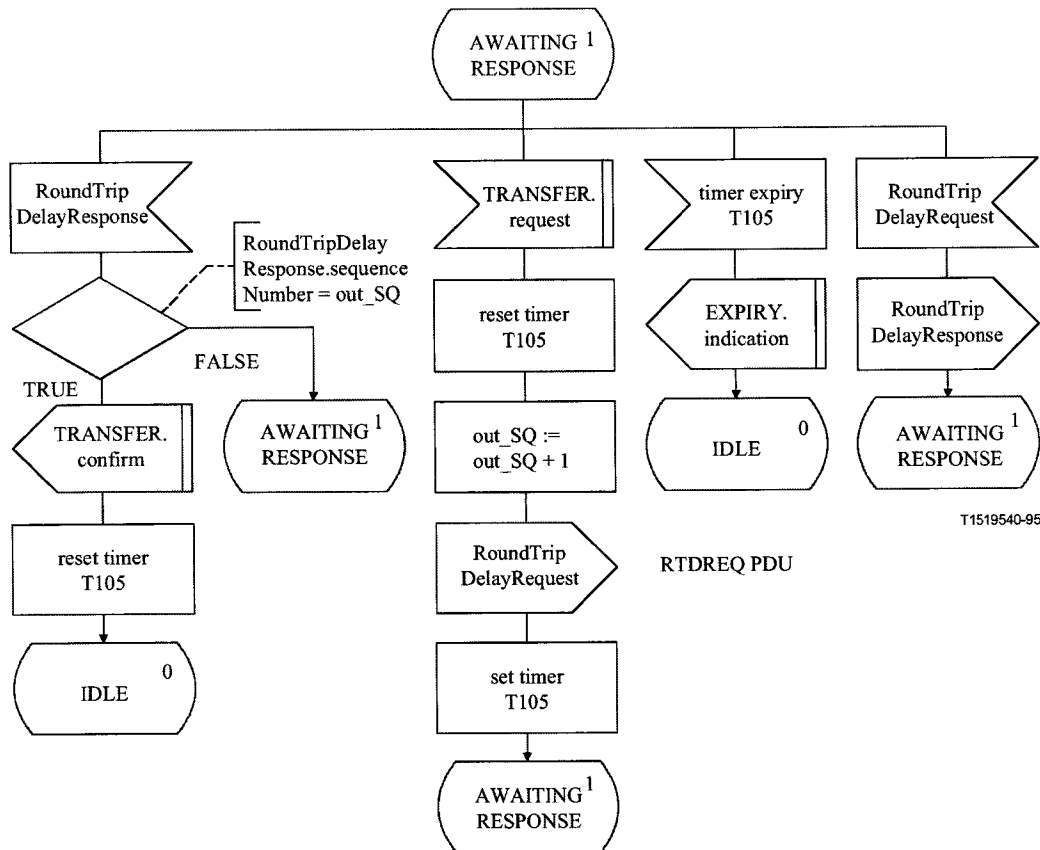 AWAITING 1
RESPONSE
RoundTrip
DelayResponse
RoundTripDelay
Response.sequence
Number = out_SQ
TRUE
FALSE
TRANSFER.
confirm
AWAITING 1
RESPONSE
reset timer
T105
0
IDLE
TRANSFER.
request
reset timer
T105
out_SQ :=
out_SQ + 1
RoundTrip
DelayRequest
RTDREQ PDU
set timer
T105
AWAITING 1
RESPONSE
timer expiry
T105
EXPIRY.
indication
0
IDLE
RoundTrip
DelayRequest
RoundTrip
DelayResponse
AWAITING 1
RESPONSE
T1519540-95